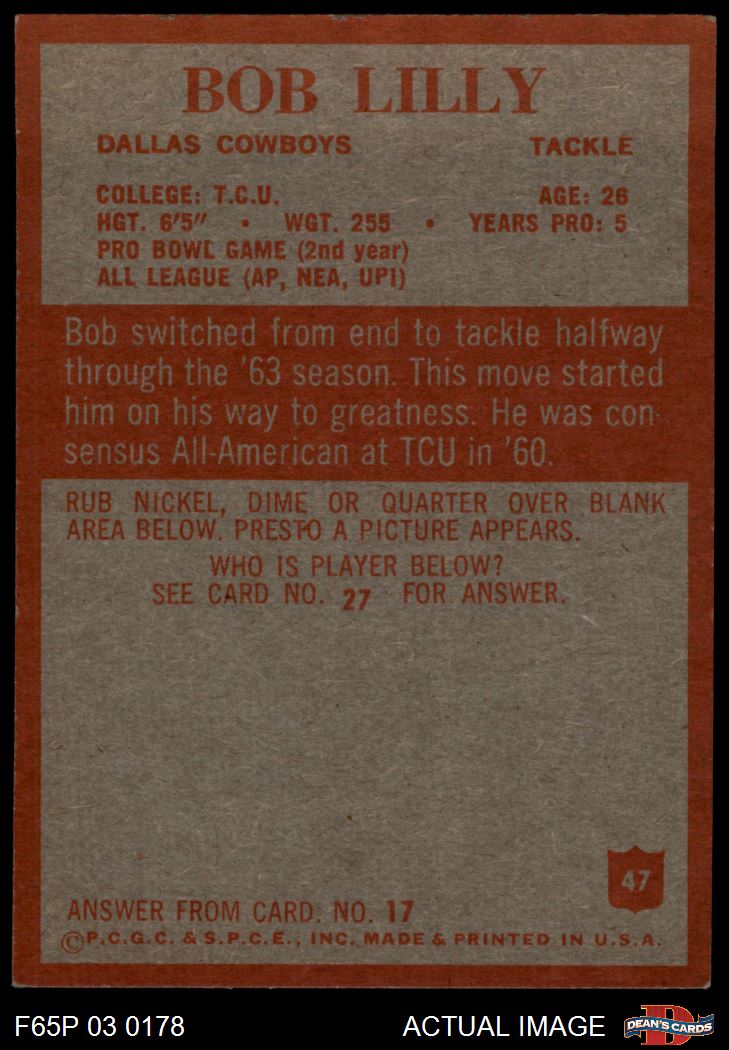 BOB LILLY
DALLAS COWBOYS TACKLE
COLLEGE: T.C.U. AGE: 26
HGT. 6'5" • WGT. 255 • YEARS PRO: 5
PRO BOWL GAME (2nd year)
ALL LEAGUE (AP, NEA, UPI)
Bob switched from end to tackle halfway
through the '63 season. This move started
him on his way to greatness. He was con-
sensus All-American at TCU in '60.
RUB NICKEL, DIME OR QUARTER OVER BLANK
AREA BELOW. PRESTO A PICTURE APPEARS.
WHO IS PLAYER BELOW?
SEE CARD NO. 27 FOR ANSWER.
47
ANSWER FROM CARD. NO. 17
©P.C.G.C. & S.P.C.E., INC. MADE & PRINTED IN U.S.A.
F65P 03 0178 ACTUAL IMAGE DEAN'S CARDS